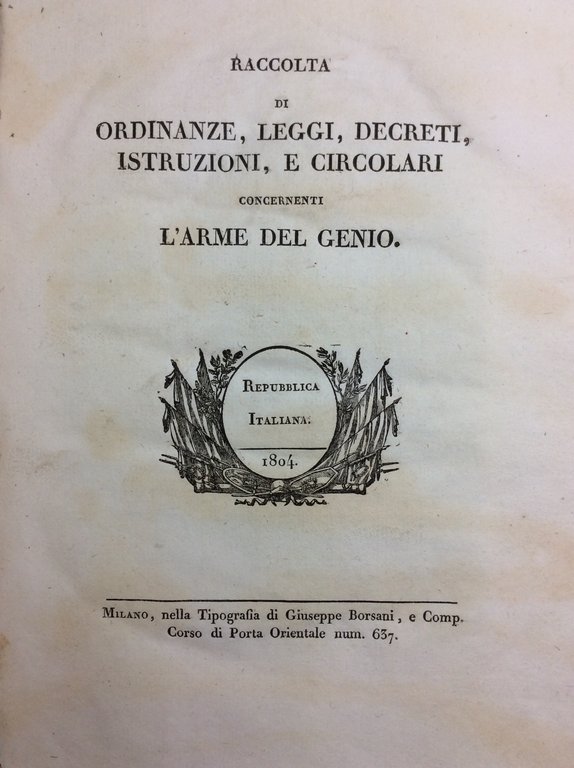 RACCOLTA
DI
ORDINANZE, LEGGI, DECRETI,
ISTRUZIONI, E CIRCOLARI
CONCERNENTI
L'ARME DEL GENIO.
REPUBBLICA
ITALIANA.
1804.
MILANO, nella Tipografia di Giuseppe Borsani, e Comp.
Corso di Porta Orientale num. 637.